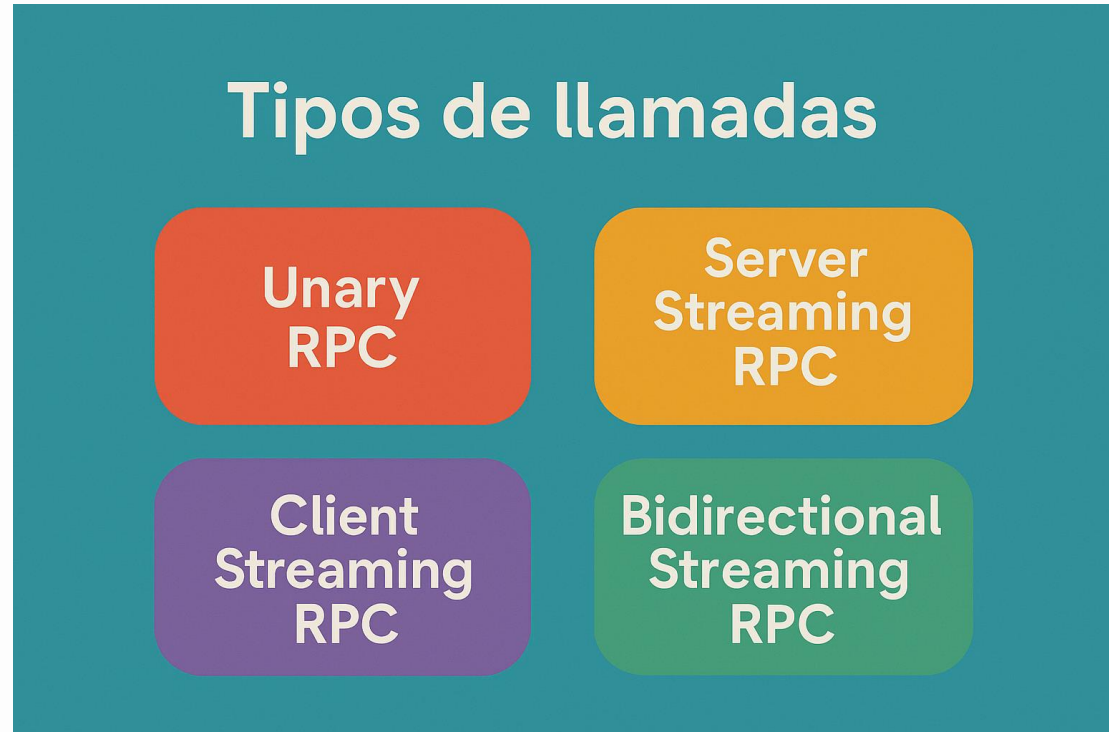 Tipos de llamadas
Unary
RPC
Server
Streaming
RPC
Client
Streaming
RPC
Bidirectional
Streaming
RPC